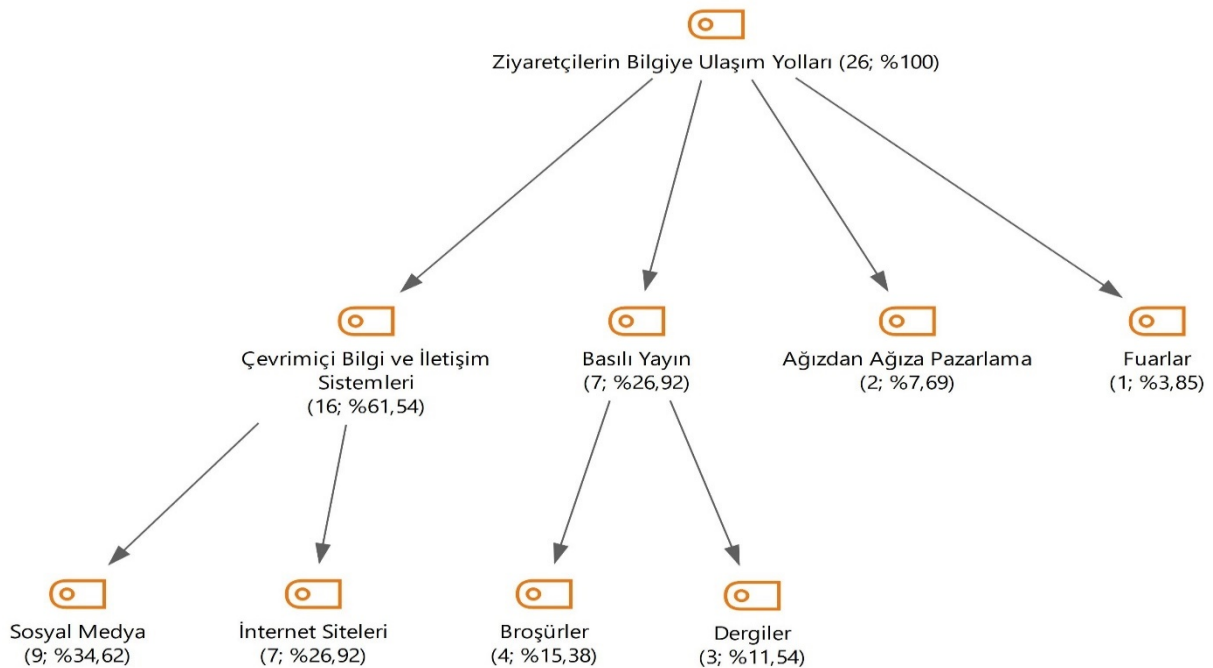 Ziyaretçilerin Bilgiye Ulaşım Yolları (26; %100)
Çevrimiçi Bilgi ve İletişim
Sistemleri
(16; %61,54)
Basılı Yayın
(7; %26,92)
Ağızdan Ağıza Pazarlama
(2; %7,69)
Fuarlar
(1; %3,85)
Sosyal Medya
(9; %34,62)
İnternet Siteleri
(7; %26,92)
Broşürler
(4; %15,38)
Dergiler
(3; %11,54)